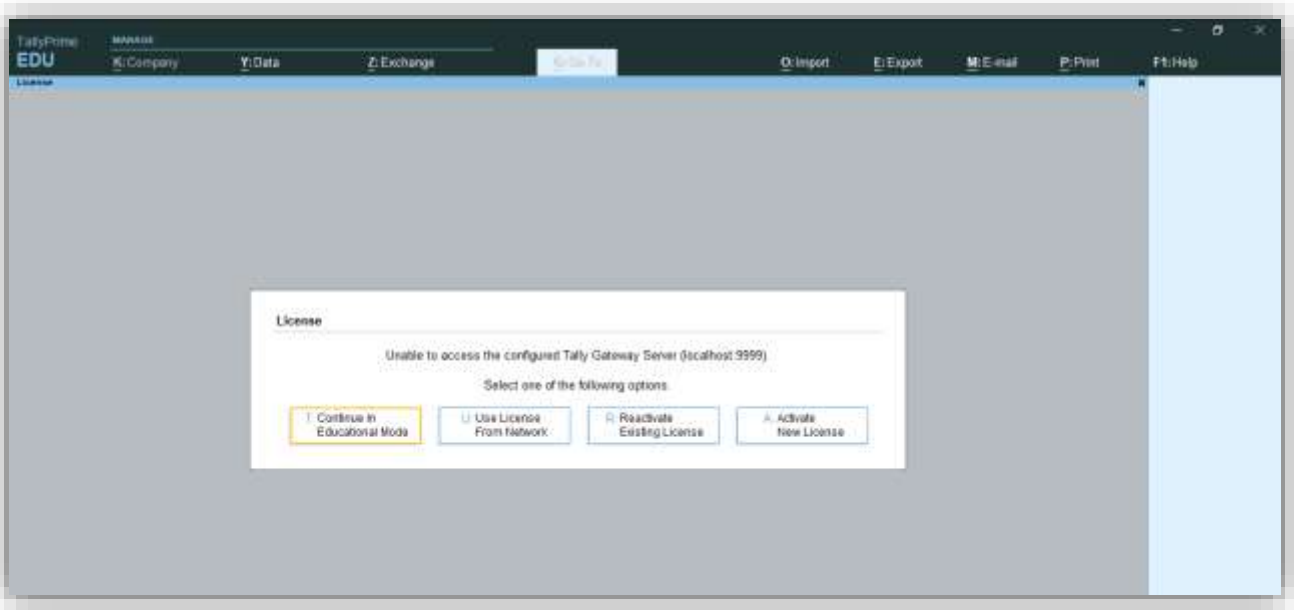 TallyPrime
EDU
MANAGE
K:Company Y:Data Z:Exchange G:Go To O:Import E:Export M:E-mail P:Print F1:Help
License
License
Unable to access the configured Tally Gateway Server (localhost:9999)
Select one of the following options
T: Continue in U: Use License R: Reactivate A: Activate
Educational Mode From Network Existing License New License